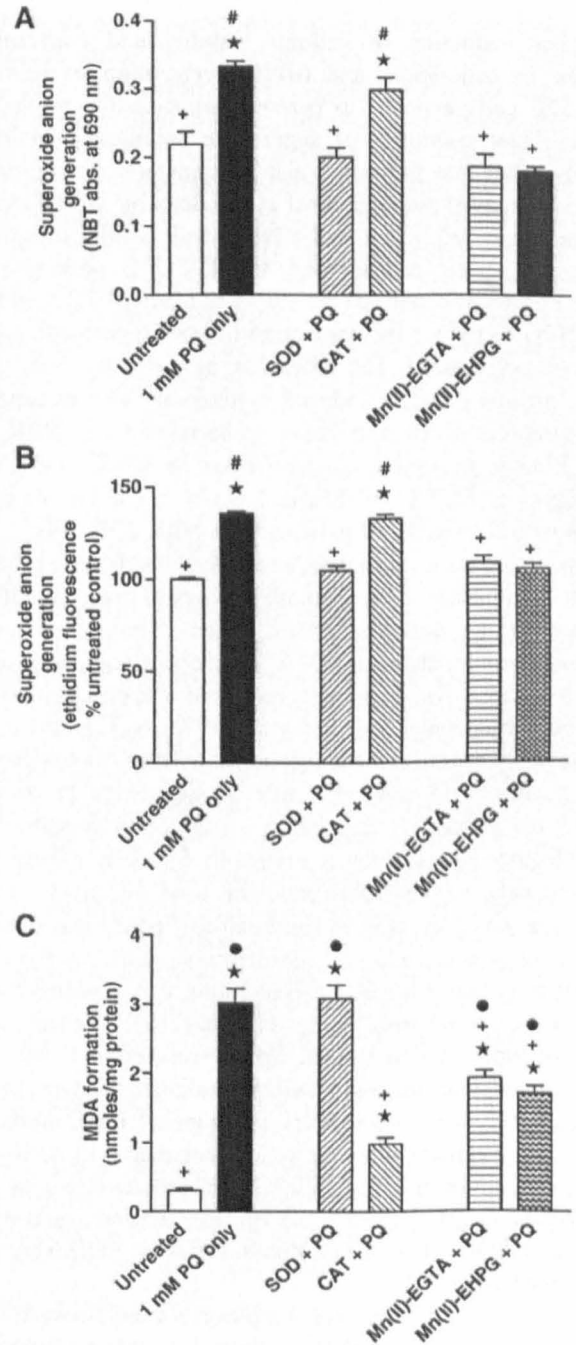 A
Superoxide anion
generation
(NBT abs. at 690 nm)
0.4
0.3
0.2
0.1
0.0
+
# ★
+
# ★
+
Untreated
1 mM PQ only
SOD + PQ
CAT + PQ
Mn(II)-EGTA + PQ
Mn(II)-EHPG + PQ
B
Superoxide anion
generation
(ethidium fluorescence
% untreated control)
150
100
50
0
+
# ★
+
# ★
+
+
Untreated
1 mM PQ only
SOD + PQ
CAT + PQ
Mn(II)-EGTA + PQ
Mn(II)-EHPG + PQ
C
MDA formation
(nmoles/mg protein)
4
3
2
1
0
+
● ★
● ★
+ ★
● + ★
● + ★
Untreated
1 mM PQ only
SOD + PQ
CAT + PQ
Mn(II)-EGTA + PQ
Mn(II)-EHPG + PQ